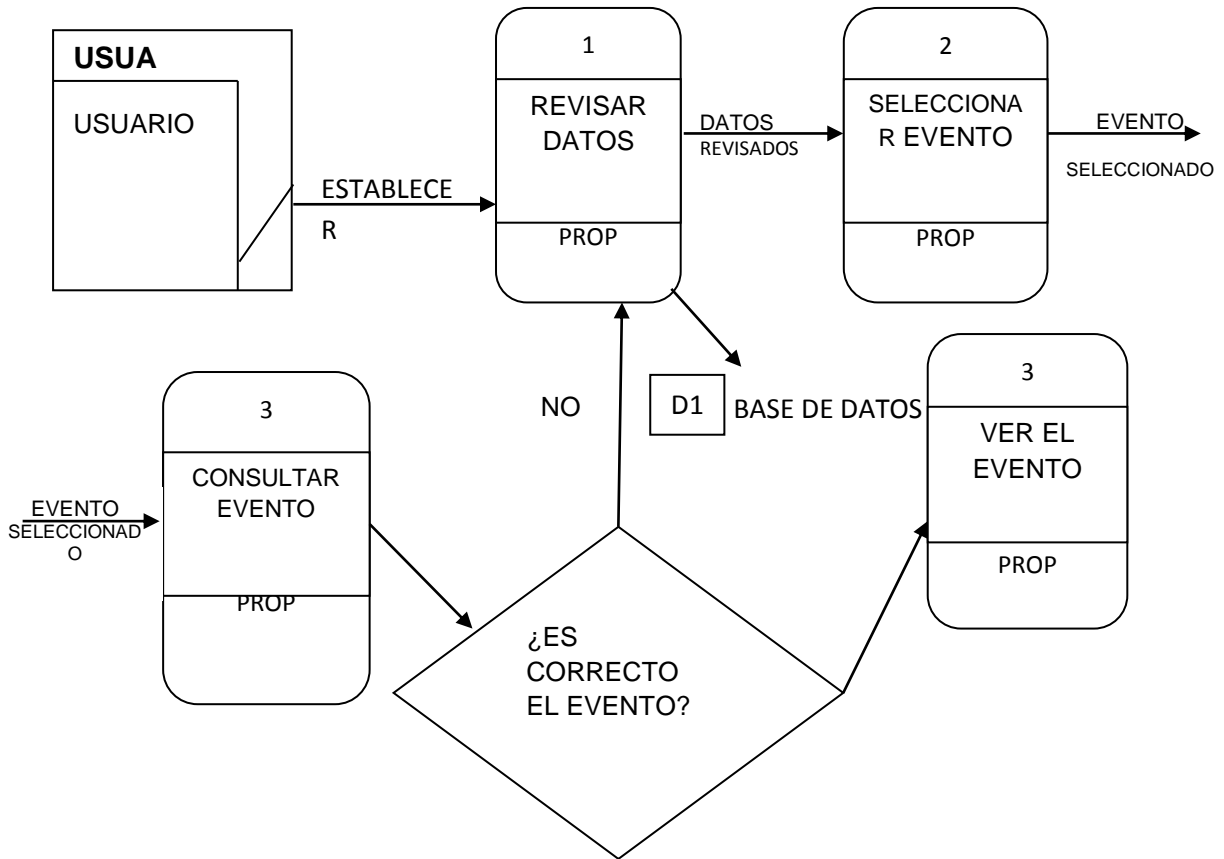 USUA
USUARIO
ESTABLECE
R
1
REVISAR
DATOS
PROP
DATOS
REVISADOS
2
SELECCIONA
R EVENTO
PROP
EVENTO
SELECCIONADO
EVENTO
SELECCIONAD
O
3
CONSULTAR
EVENTO
PROP
NO
D1
BASE DE DATOS
3
VER EL
EVENTO
PROP
¿ES
CORRECTO
EL EVENTO?